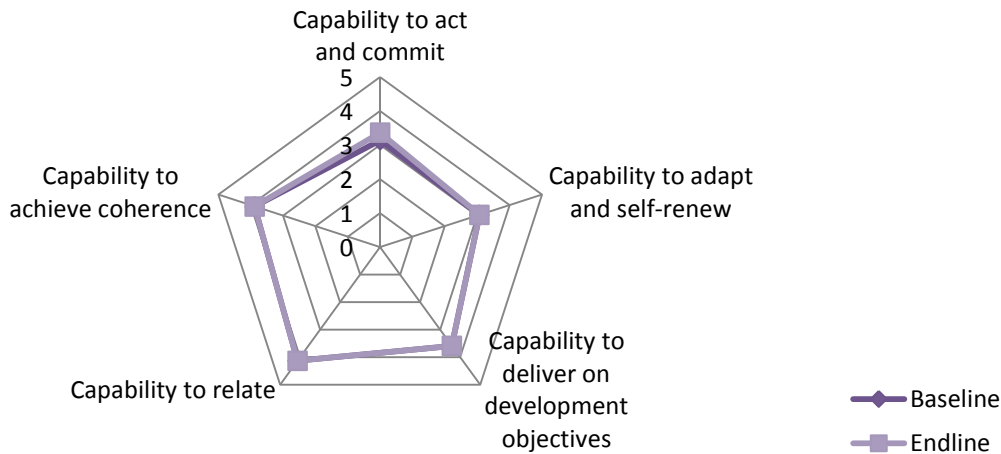 Capability to act
and commit
5
4
3
2
1
0
Capability to adapt
and self-renew
Capability to
deliver on
development
objectives
Capability to relate
Capability to
achieve coherence
Baseline
Endline